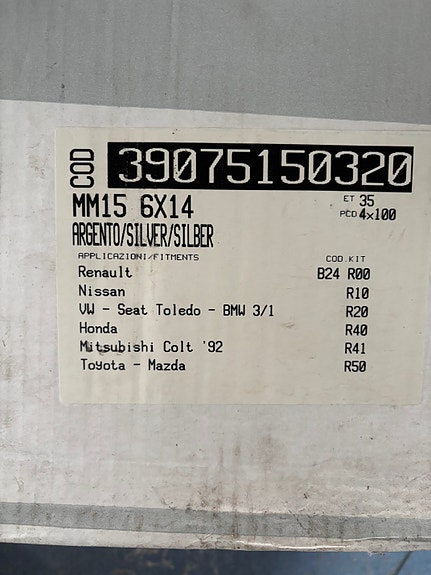 COD 39075150320
MM15 6X14 ET 35
PCD 4x100
ARGENTO/SILVER/SILBER
APPLICAZIONI/FITMENTS COD.KIT
Renault B24 R00
Nissan R10
VW - Seat Toledo - BMW 3/1 R20
Honda R40
Mitsubishi Colt '92 R41
Toyota - Mazda R50